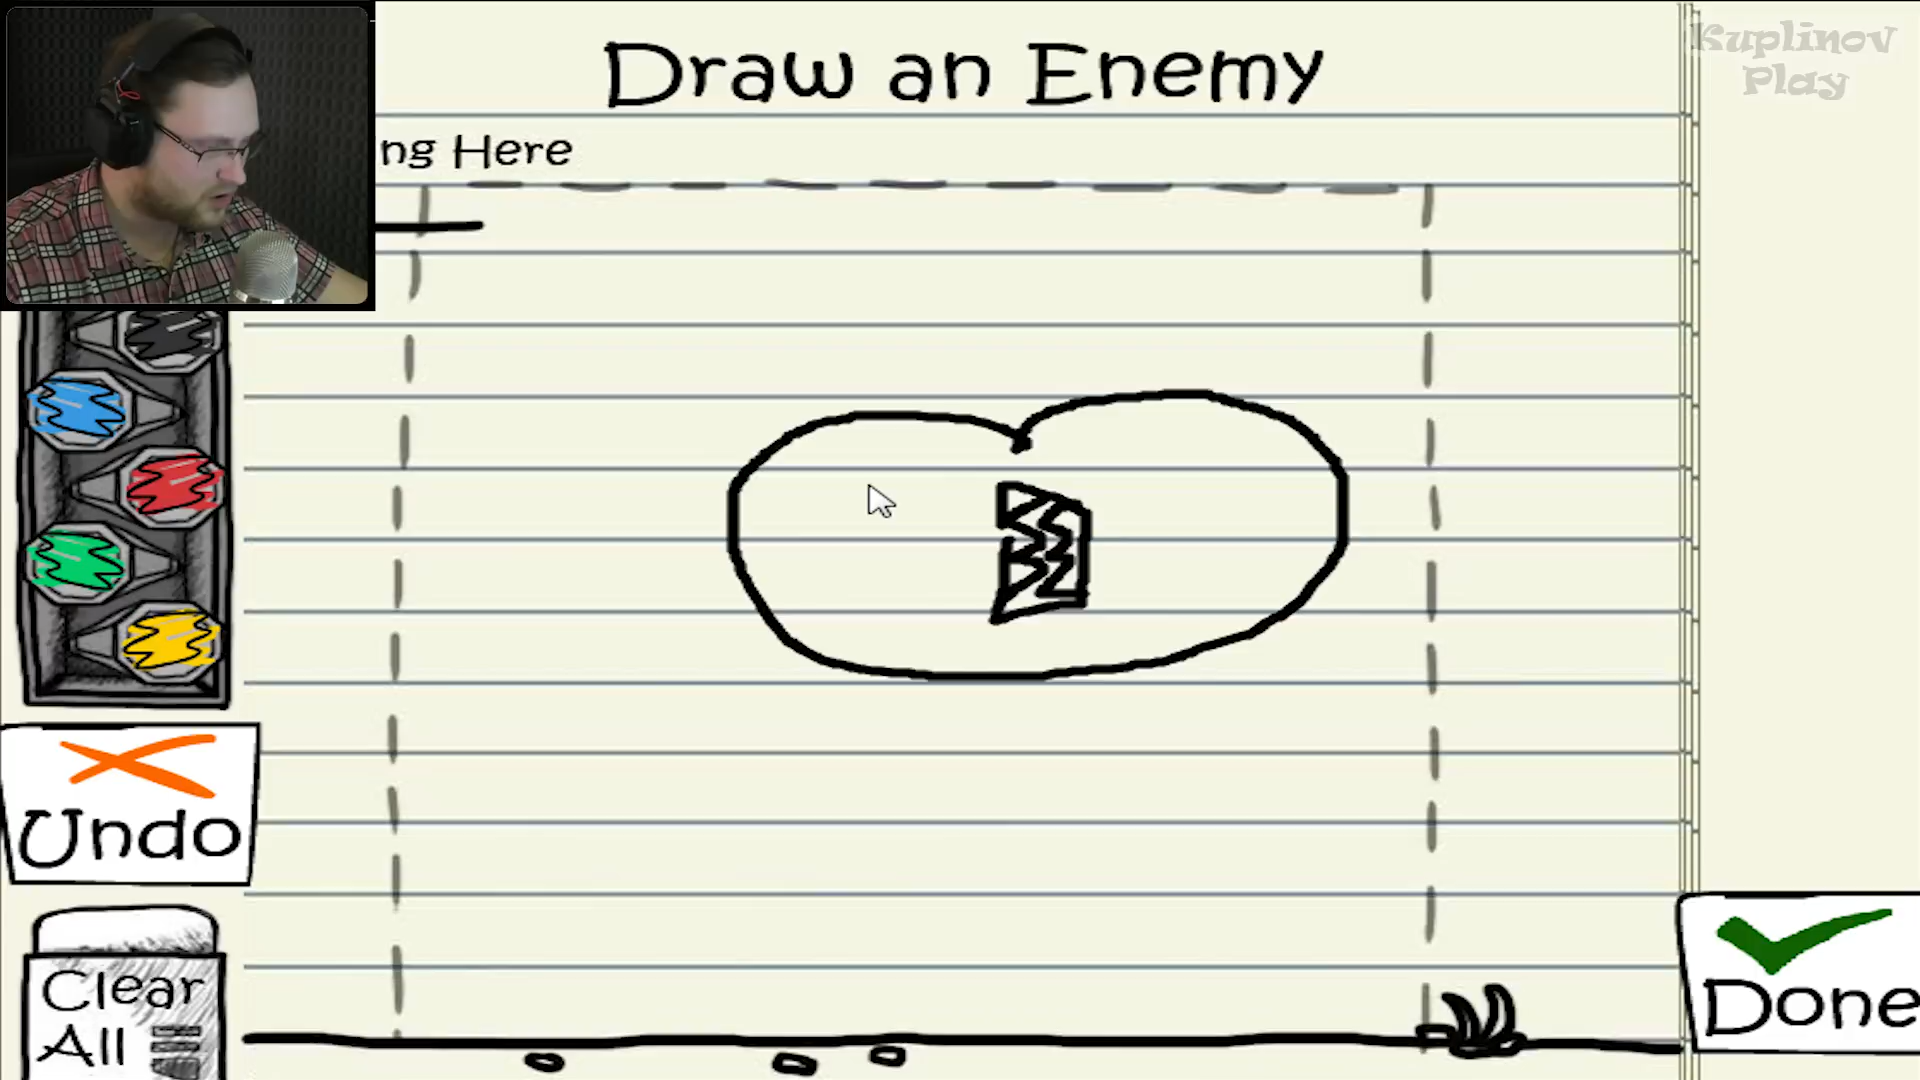 Kuplinov
Play
Draw an Enemy
ng Here
Undo
Clear
All
Done